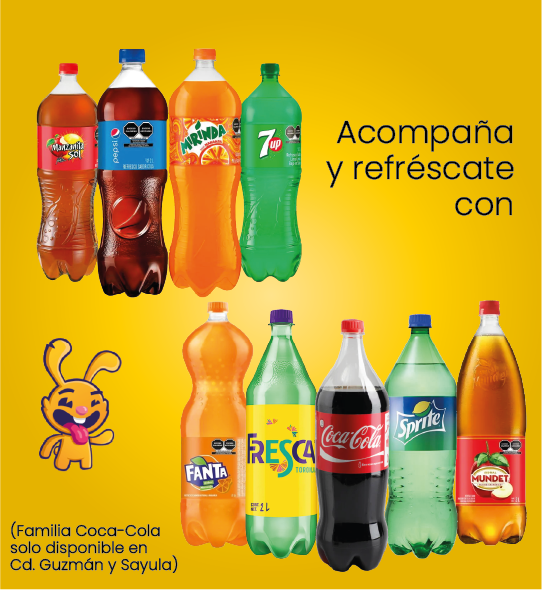 Acompaña
y refréscate
con
Manzanita
Sol
pepsi
MIRINDA
7up
FANTA
FRESCA
TORONJA
Coca-Cola
Sprite
MUNDET
(Familia Coca-Cola
solo disponible en
Cd. Guzmán y Sayula)